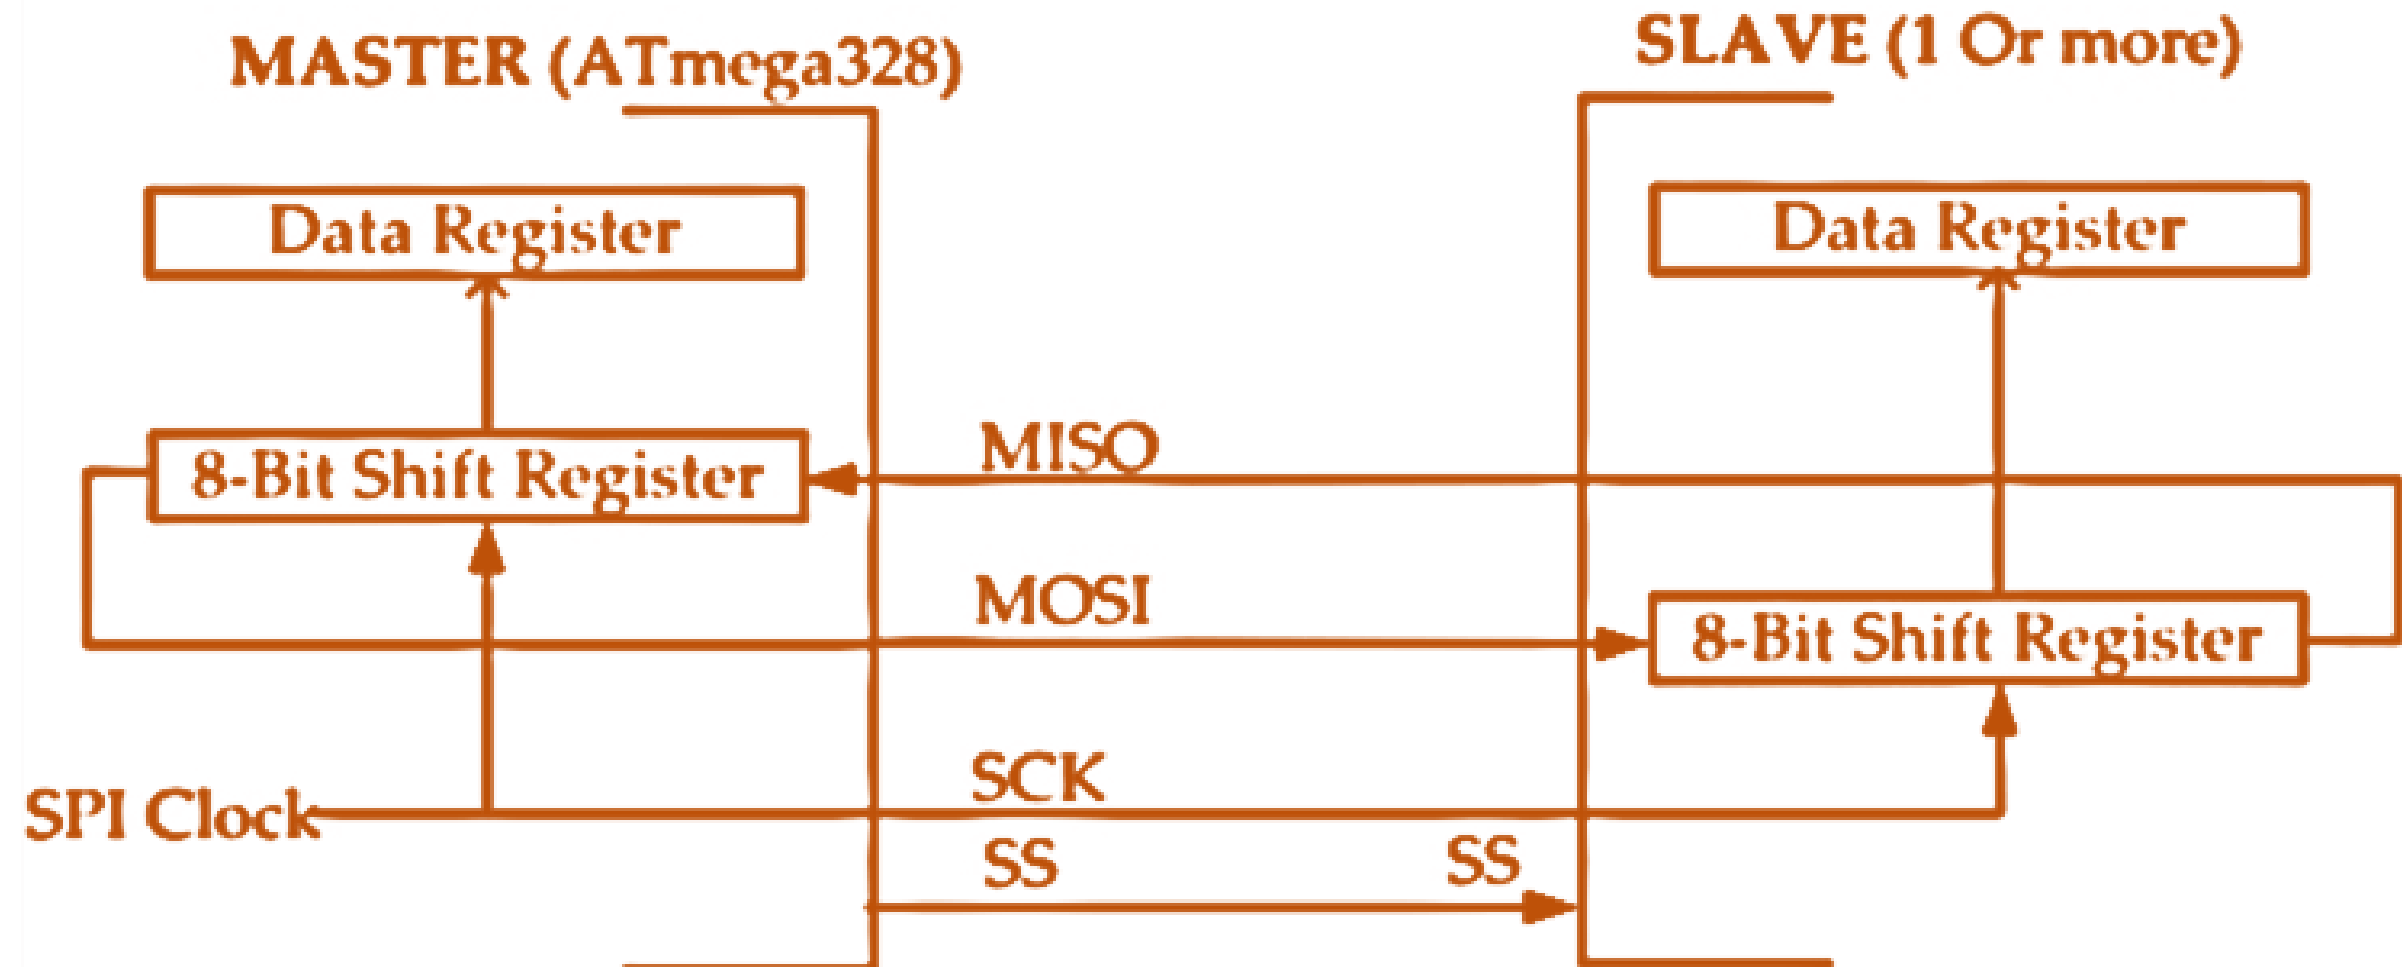 MASTER (ATmega328)
SLAVE (1 Or more)
Data Register
Data Register
MISO
8-Bit Shift Register
MOSI
8-Bit Shift Register
SCK
SPI Clock
SS
SS